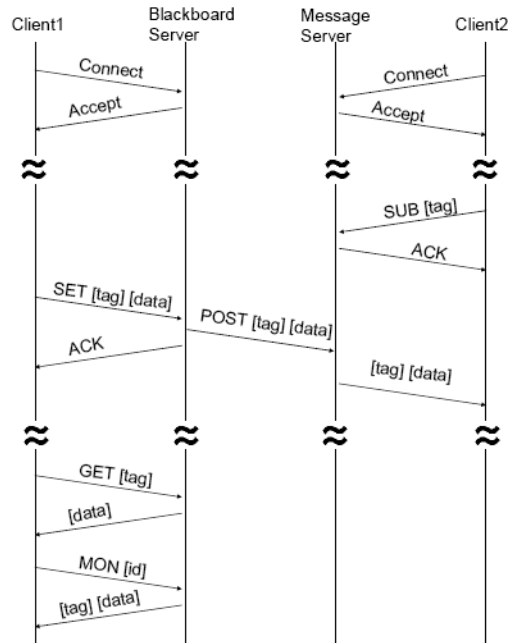 Client1
Blackboard
Server
Message
Server
Client2
Connect
Connect
Accept
Accept
SUB [tag]
ACK
SET [tag] [data]
POST [tag] [data]
ACK
[tag] [data]
GET [tag]
[data]
MON [id]
[tag] [data]